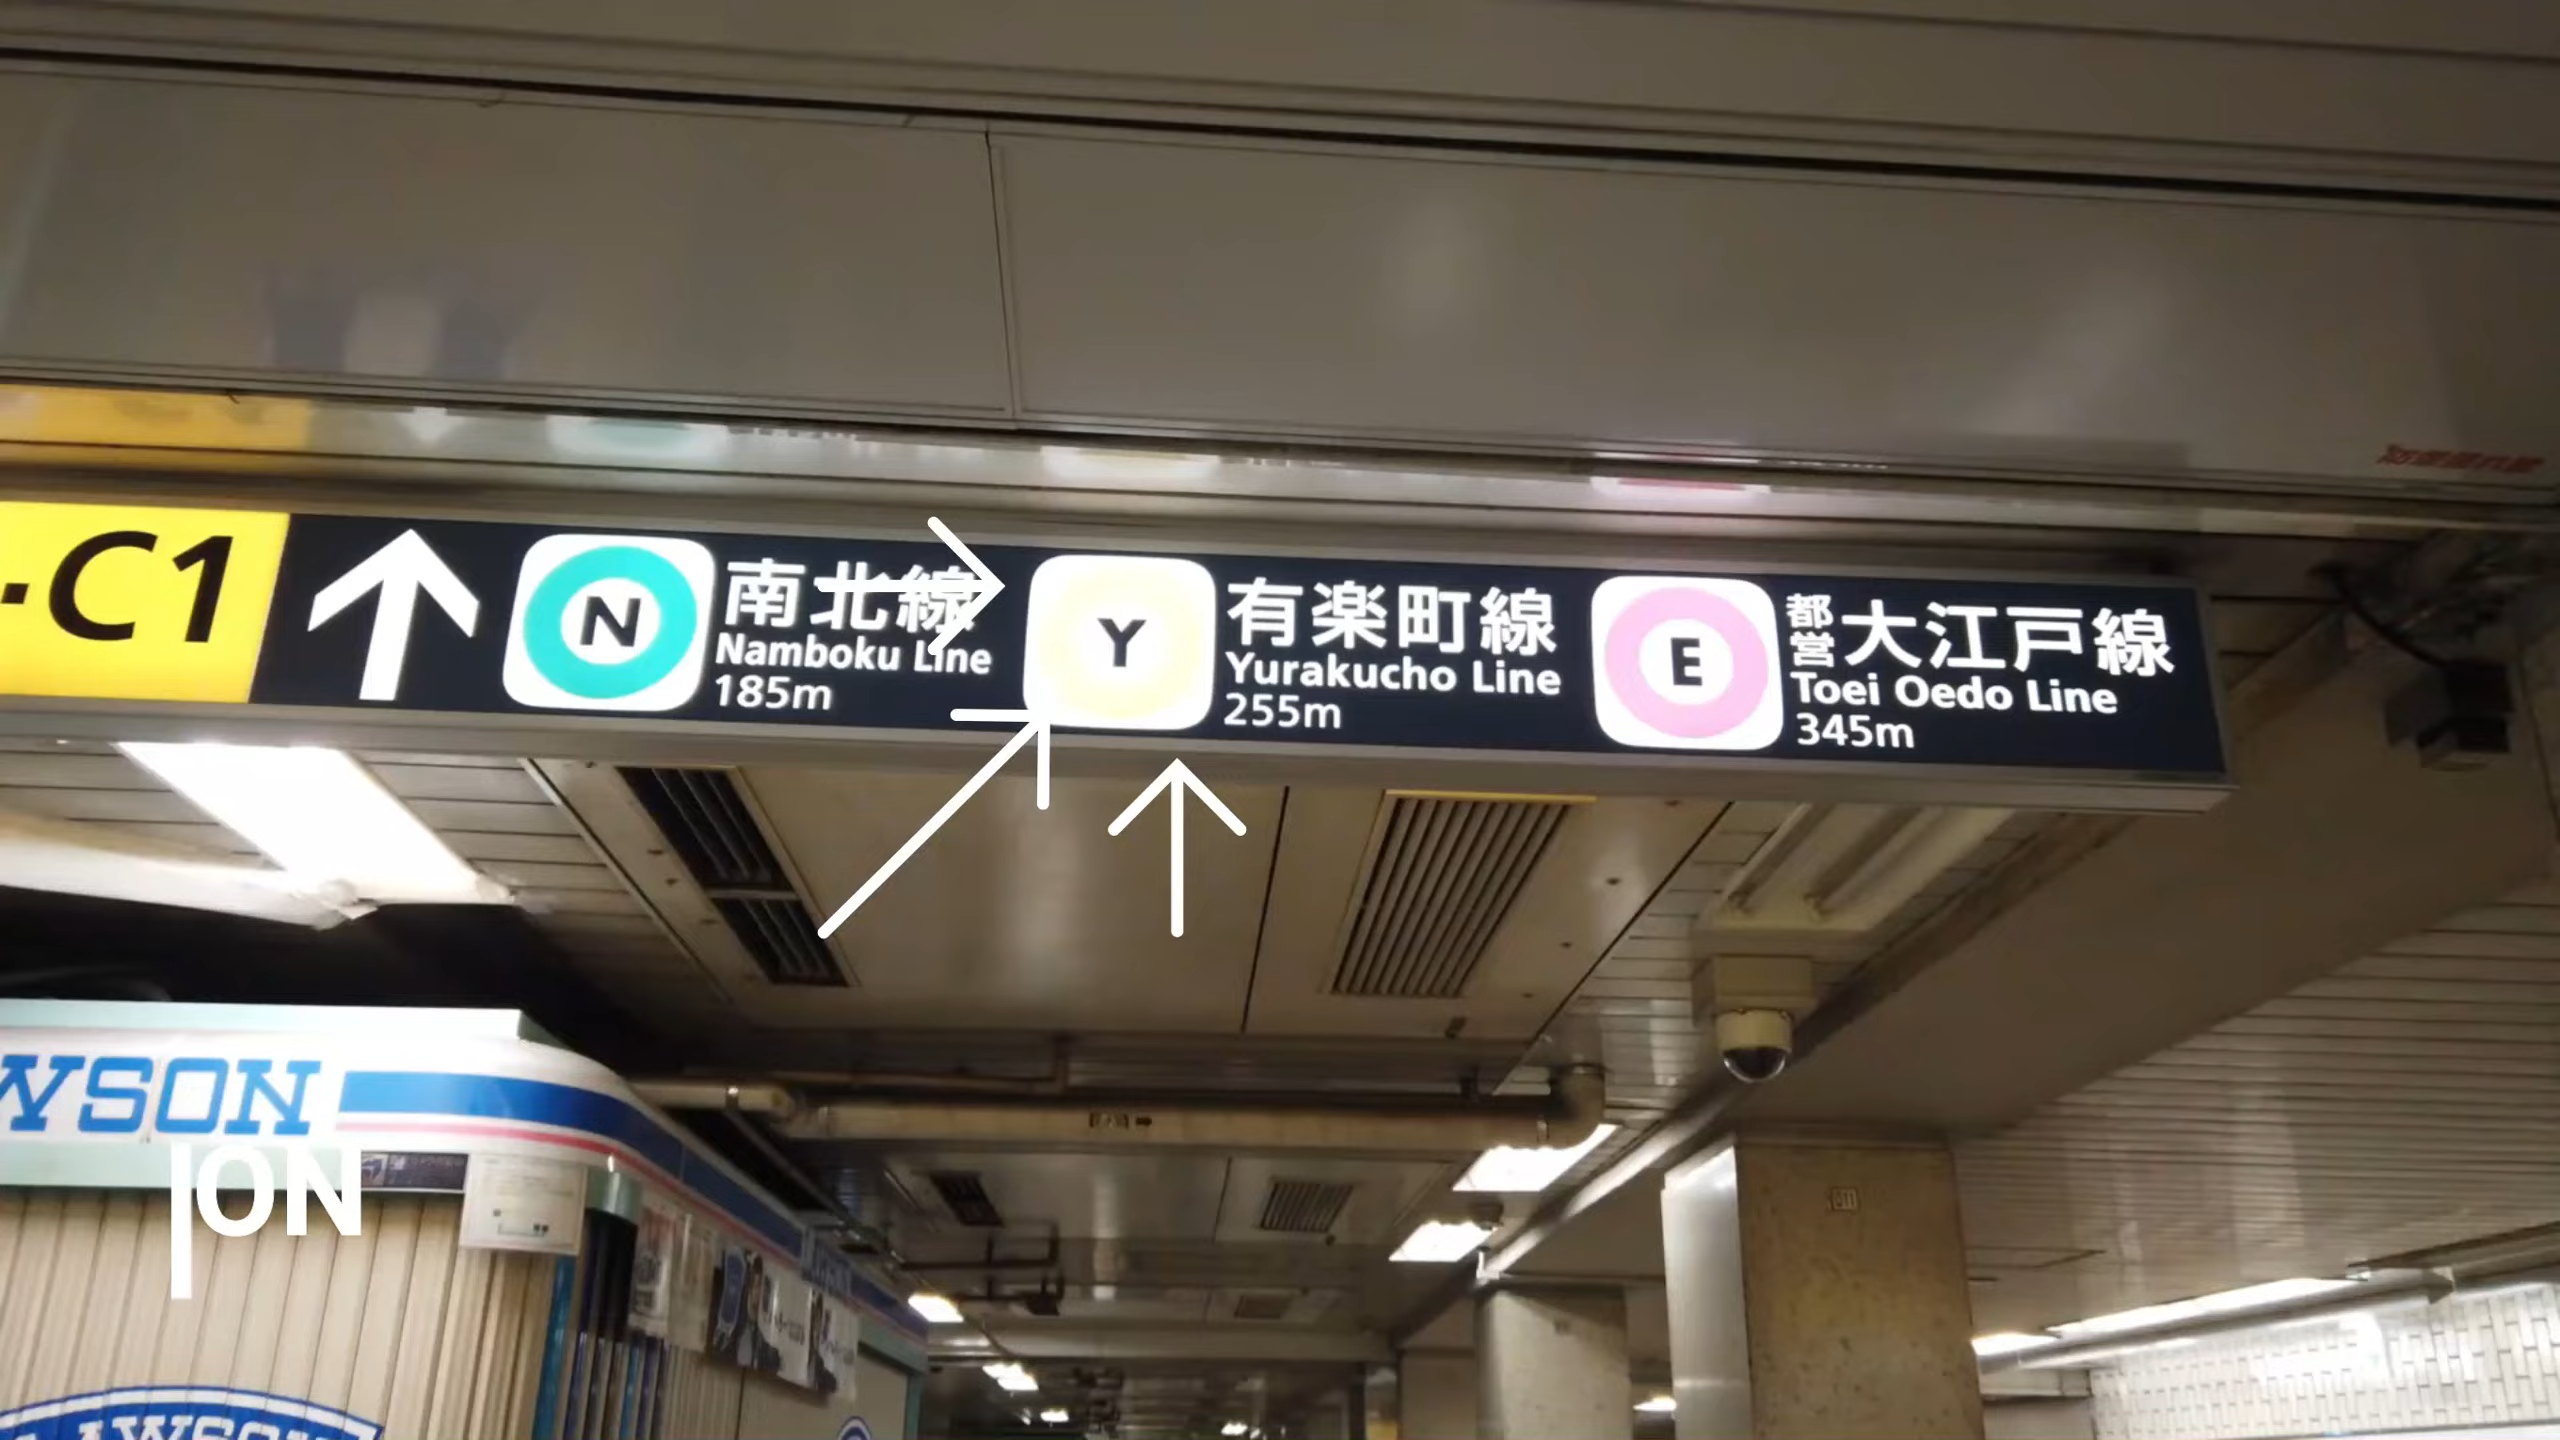 ·C1
N
南北線
Namboku Line
185m
Y
有楽町線
Yurakucho Line
255m
E
都営大江戸線
Toei Oedo Line
345m
WSON
ON
LAWSON